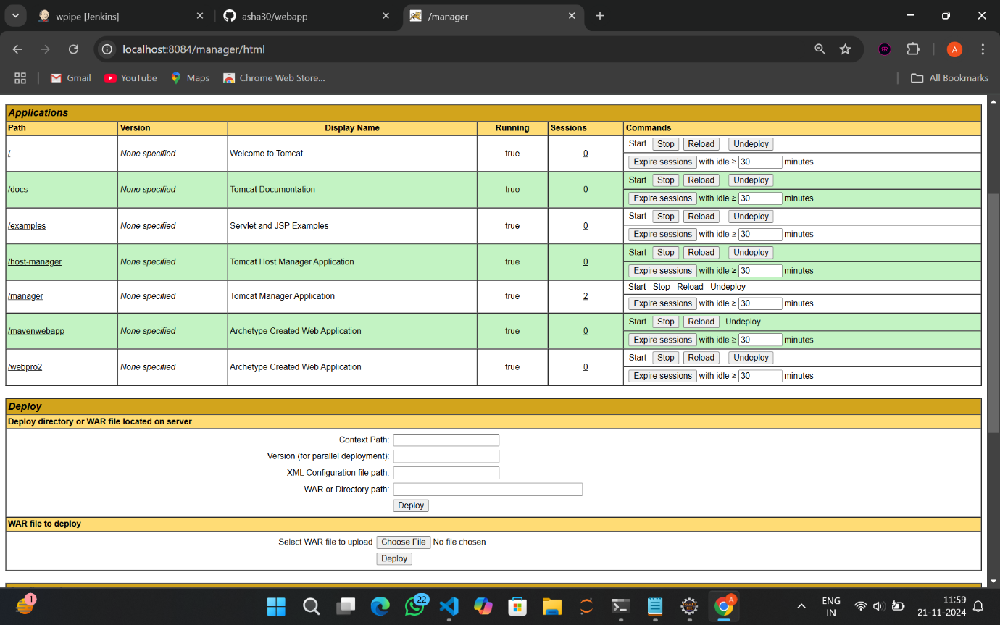 wpipe [Jenkins]
asha30/webapp
/manager
localhost:8084/manager/html
A
Gmail
YouTube
Maps
Chrome Web Store...
All Bookmarks
Applications
Path Version Display Name Running Sessions Commands
/ None specified Welcome to Tomcat true 0 Start Stop Reload Undeploy
Expire sessions with idle ≥ 30 minutes
/docs None specified Tomcat Documentation true 0 Start Stop Reload Undeploy
Expire sessions with idle ≥ 30 minutes
/examples None specified Servlet and JSP Examples true 0 Start Stop Reload Undeploy
Expire sessions with idle ≥ 30 minutes
/host-manager None specified Tomcat Host Manager Application true 0 Start Stop Reload Undeploy
Expire sessions with idle ≥ 30 minutes
/manager None specified Tomcat Manager Application true 2 Start Stop Reload Undeploy
Expire sessions with idle ≥ 30 minutes
/mavenwebapp None specified Archetype Created Web Application true 0 Start Stop Reload Undeploy
Expire sessions with idle ≥ 30 minutes
/webpro2 None specified Archetype Created Web Application true 0 Start Stop Reload Undeploy
Expire sessions with idle ≥ 30 minutes
Deploy
Deploy directory or WAR file located on server
Context Path:
Version (for parallel deployment):
XML Configuration file path:
WAR or Directory path:
Deploy
WAR file to deploy
Select WAR file to upload Choose File No file chosen
Deploy
1
22
A
ENG
IN
11:59
21-11-2024